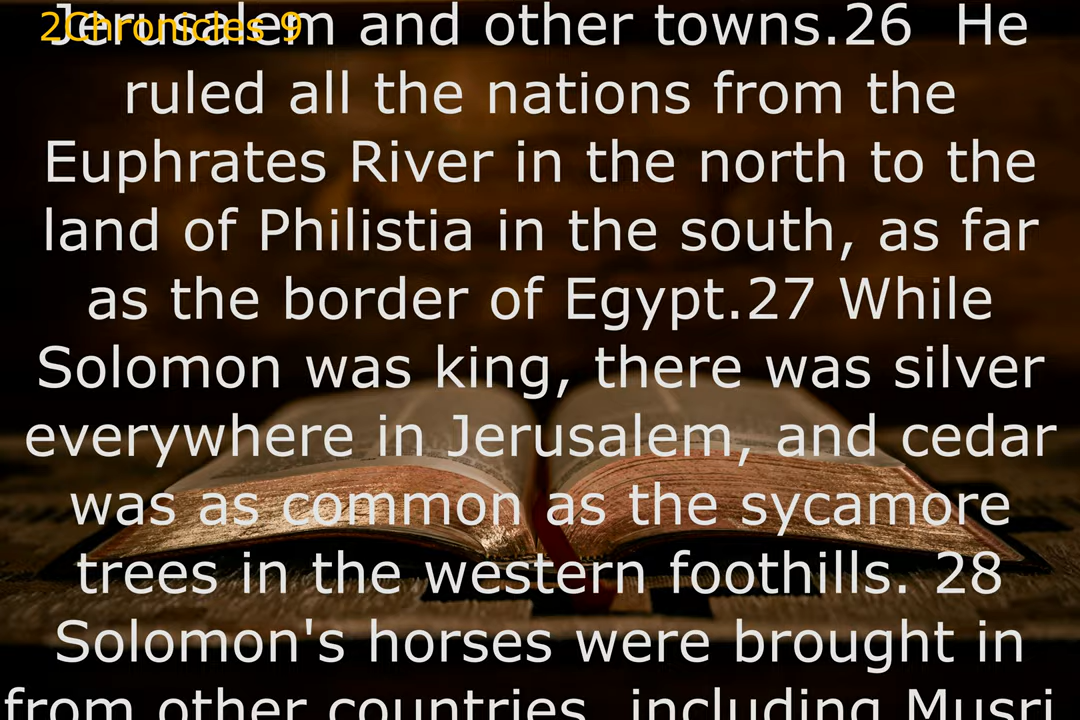 2Chronicles 9
Jerusalem and other towns.26 He
ruled all the nations from the
Euphrates River in the north to the
land of Philistia in the south, as far
as the border of Egypt.27 While
Solomon was king, there was silver
everywhere in Jerusalem, and cedar
was as common as the sycamore
trees in the western foothills. 28
Solomon's horses were brought in
from other countries, including Musri